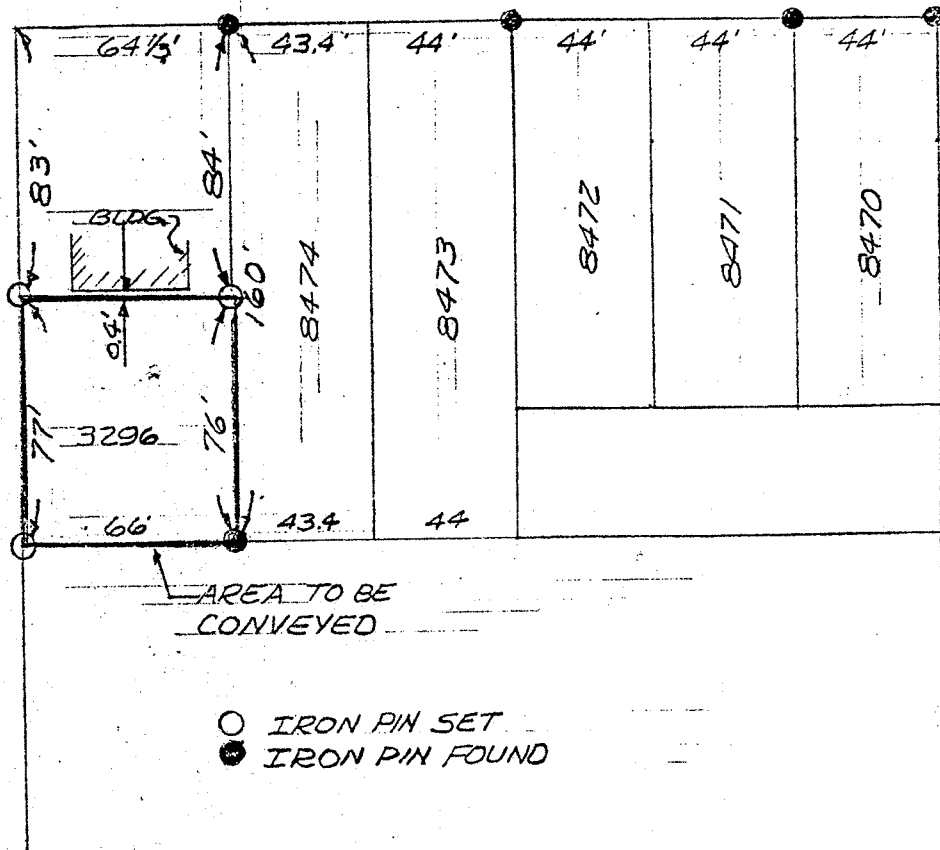 64⅓' 43.4' 44' 44' 44' 44'
83'
84'
BLDG.
160'
8474
8473
8472
8471
8470
0.4'
77'
3296
76'
66' 43.4 44
AREA TO BE
CONVEYED
IRON PIN SET
IRON PIN FOUND